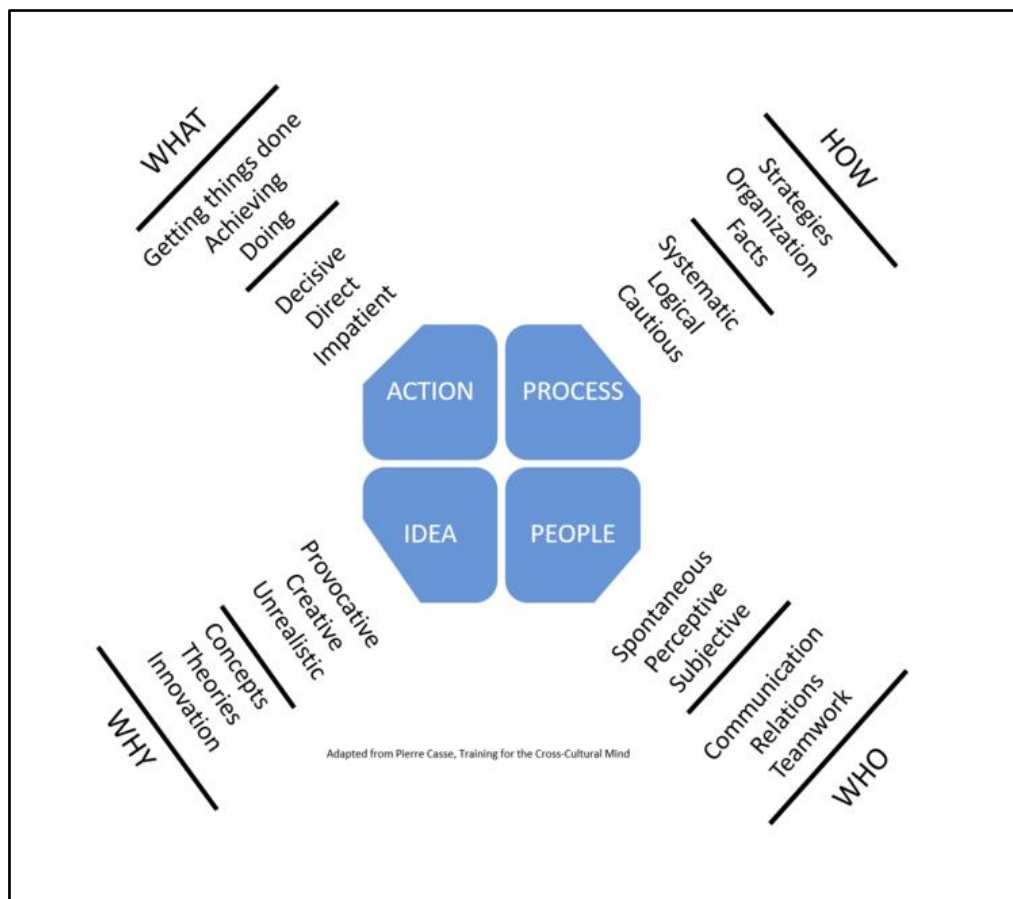 WHAT
Getting things done
Achieving
Doing
Decisive
Direct
Impatient
HOW
Strategies
Organization
Facts
Systematic
Logical
Cautious
ACTION
PROCESS
IDEA
PEOPLE
Provocative
Creative
Unrealistic
Concepts
Theories
Innovation
WHY
Spontaneous
Perceptive
Subjective
Communication
Relations
Teamwork
WHO
Adapted from Pierre Casse, Training for the Cross-Cultural Mind